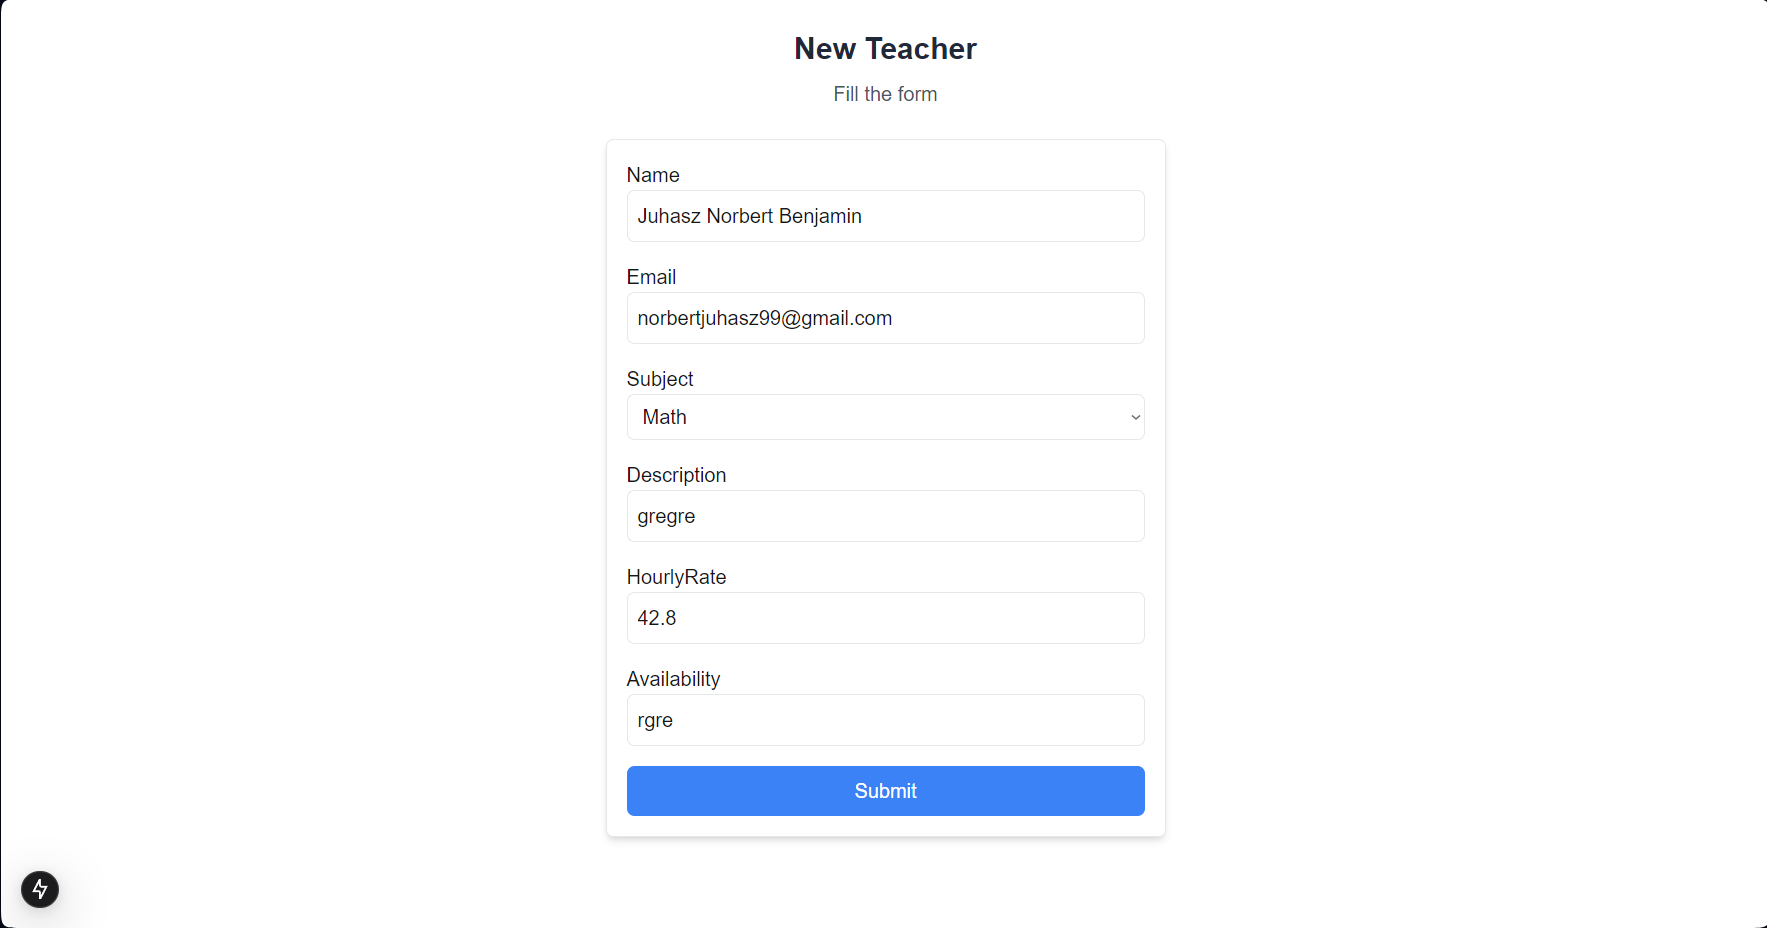 New Teacher
Fill the form
Name
Juhasz Norbert Benjamin
Email
norbertjuhasz99@gmail.com
Subject
Math
Description
gregre
HourlyRate
42.8
Availability
rgre
Submit